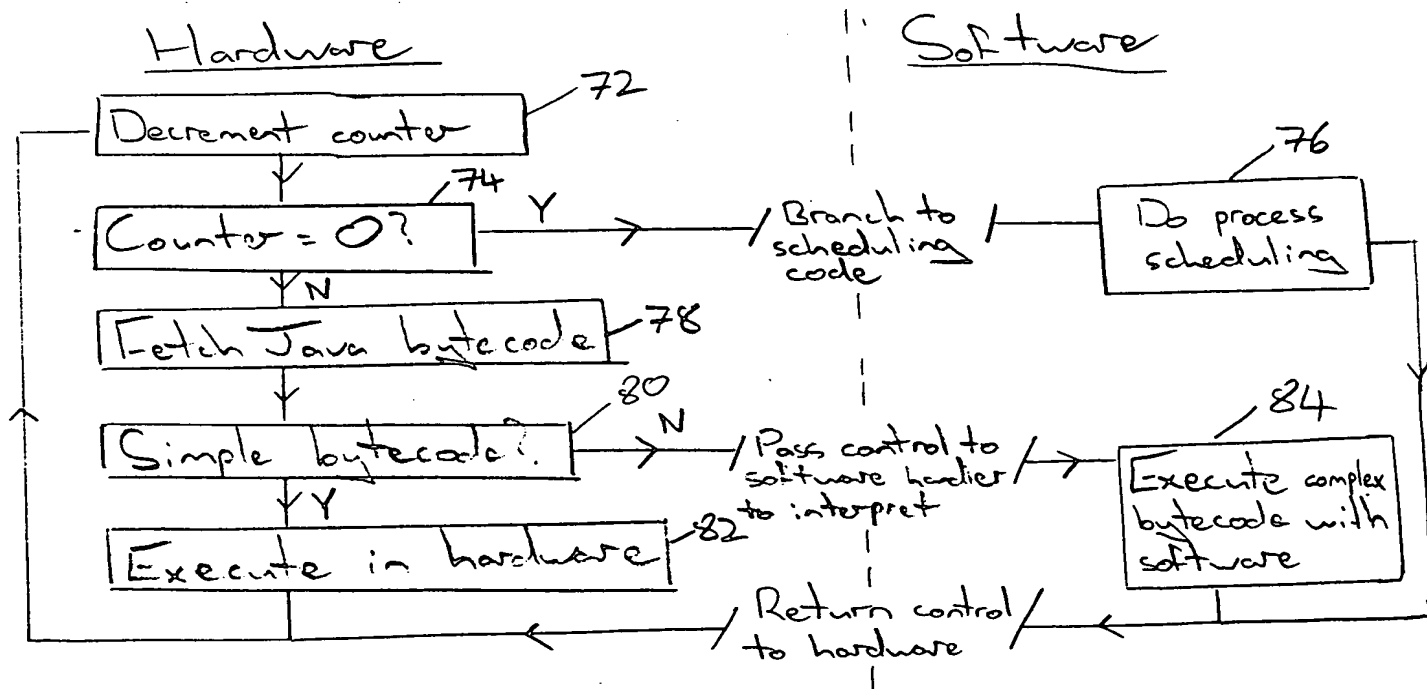 Hardware
Software
72
Decrement counter
74
76
Counter = 0?
Y
Branch to
scheduling
code
Do process
scheduling
N
78
Fetch Java bytecode
80
Simple bytecode?
N
Pass control to
software handler
to interpret
84
Execute complex
bytecode with
software
Y
82
Execute in hardware
Return control
to hardware